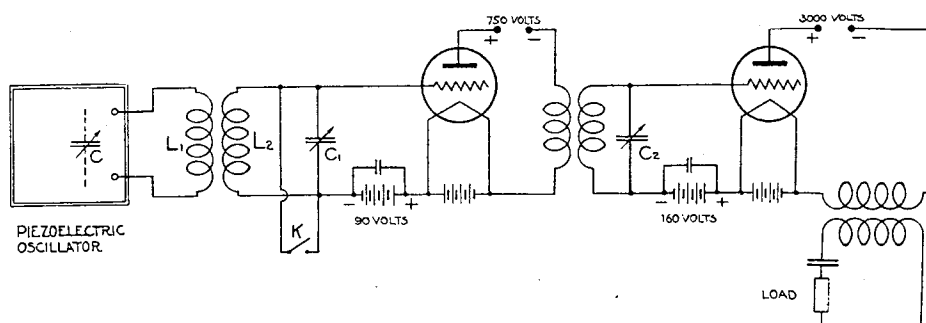 750 VOLTS
+ −
3000 VOLTS
+ −
C
L1
L2
C1
C2
− 90 VOLTS +
− 160 VOLTS +
K
PIEZOELECTRIC
OSCILLATOR
LOAD